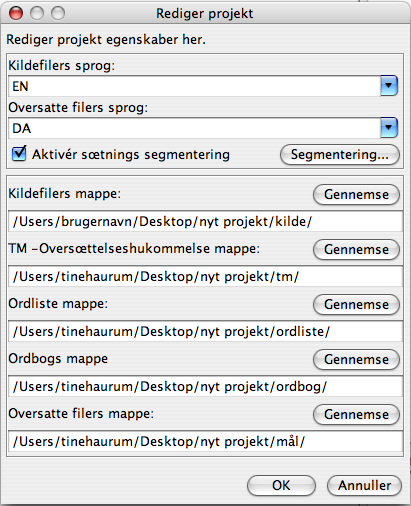 Rediger projekt
Rediger projekt egenskaber her.
Kildefilers sprog:
EN
Oversatte filers sprog:
DA
Aktivér sætnings segmentering
Segmentering...
Kildefilers mappe:
Gennemse
/Users/brugernavn/Desktop/nyt projekt/kilde/
TM -Oversættelseshukommelse mappe:
Gennemse
/Users/tinehaurum/Desktop/nyt projekt/tm/
Ordliste mappe:
Gennemse
/Users/tinehaurum/Desktop/nyt projekt/ordliste/
Ordbogs mappe
Gennemse
/Users/tinehaurum/Desktop/nyt projekt/ordbog/
Oversatte filers mappe:
Gennemse
/Users/tinehaurum/Desktop/nyt projekt/mål/
OK
Annuller